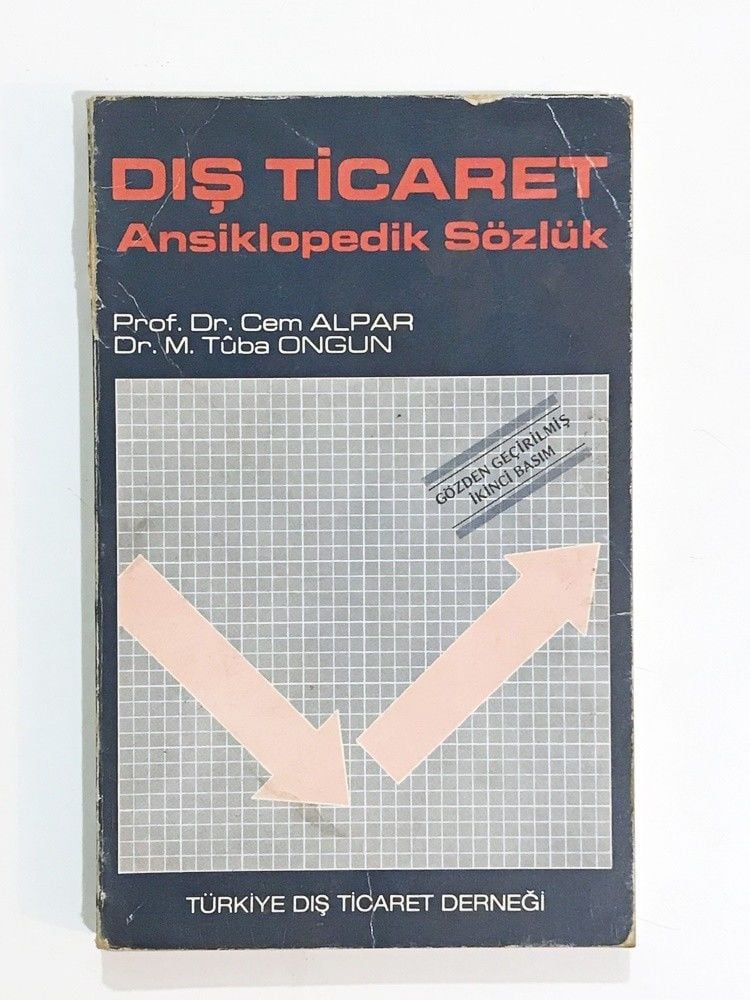 DIŞ TİCARET
Ansiklopedik Sözlük
Prof. Dr. Cem ALPAR
Dr. M. Tûba ONGUN
GÖZDEN GEÇİRİLMİŞ
İKİNCİ BASIM
TÜRKİYE DIŞ TİCARET DERNEĞİ